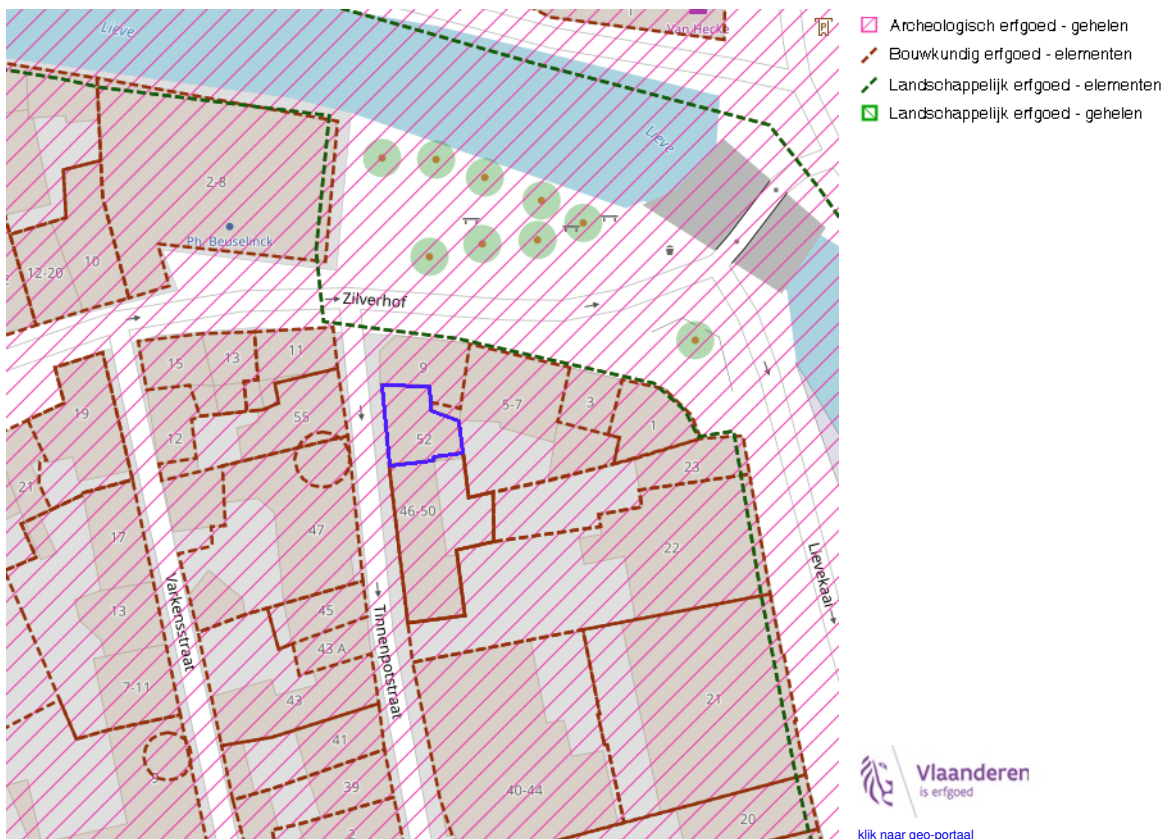 Lieve
Van Hecke
P
Archeologisch erfgoed - gehelen
Bouwkundig erfgoed - elementen
Landschappelijk erfgoed - elementen
Landschappelijk erfgoed - gehelen
Lieve
2-8
Ph. Beuselinck
10
12-20
Zilverhof
15
13
11
9
5-7
3
1
19
12
55
52
23
21
17
47
46-50
22
Lievekaai
Varkensstraat
Tinnenpotstraat
13
45
43 A
7-11
43
21
41
39
9
40-44
2
20
Vlaanderen
is erfgoed
klik naar geo-portaal